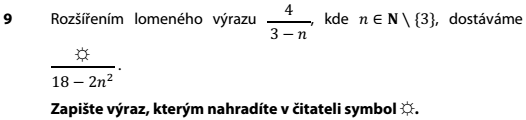 9 Rozšířením lomeného výrazu 4/(3 − n), kde n ∈ N \ {3}, dostáváme
☼/(18 − 2n²).
Zapište výraz, kterým nahradíte v čitateli symbol ☼.